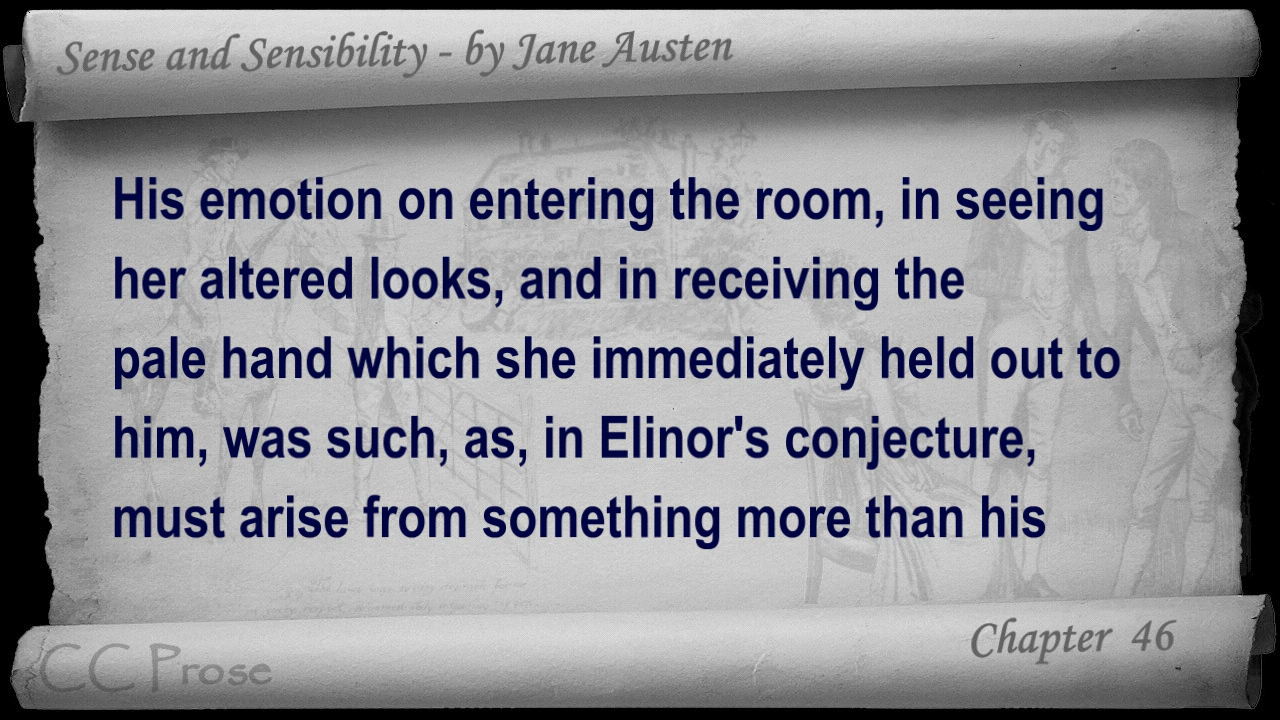 Sense and Sensibility - by Jane Austen
His emotion on entering the room, in seeing
her altered looks, and in receiving the
pale hand which she immediately held out to
him, was such, as, in Elinor's conjecture,
must arise from something more than his
Chapter 46
CC Prose